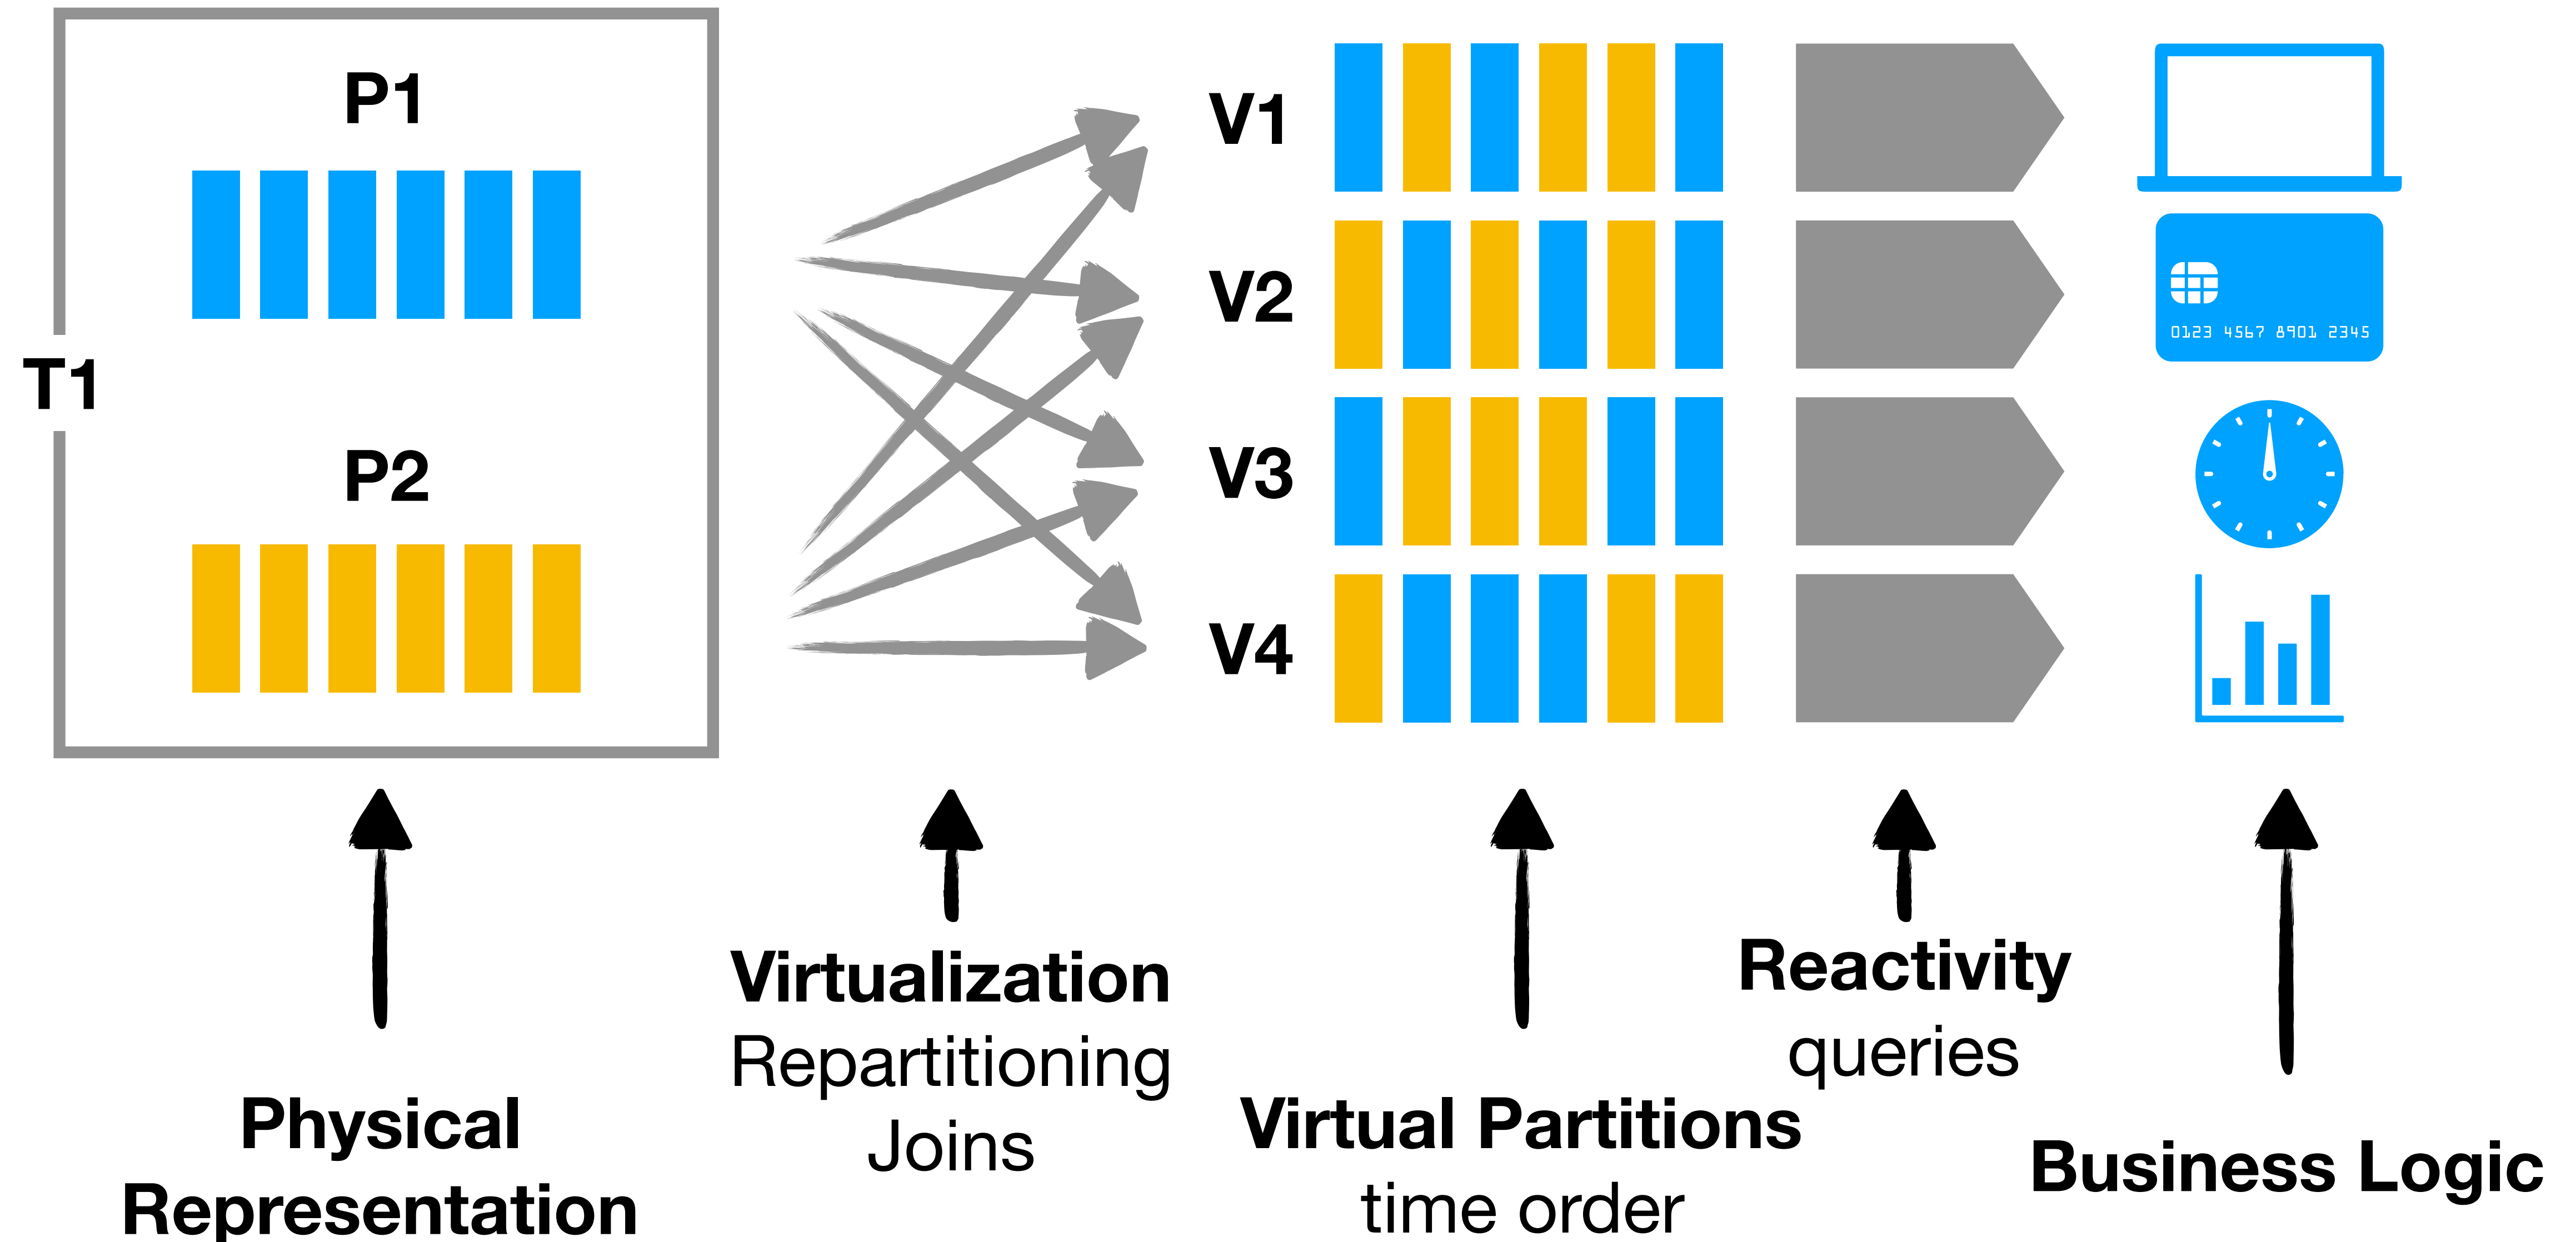 P1
T1
P2
V1
V2
0123 4567 8901 2345
V3
V4
Physical
Representation
Virtualization
Repartitioning
Joins
Virtual Partitions
time order
Reactivity
queries
Business Logic